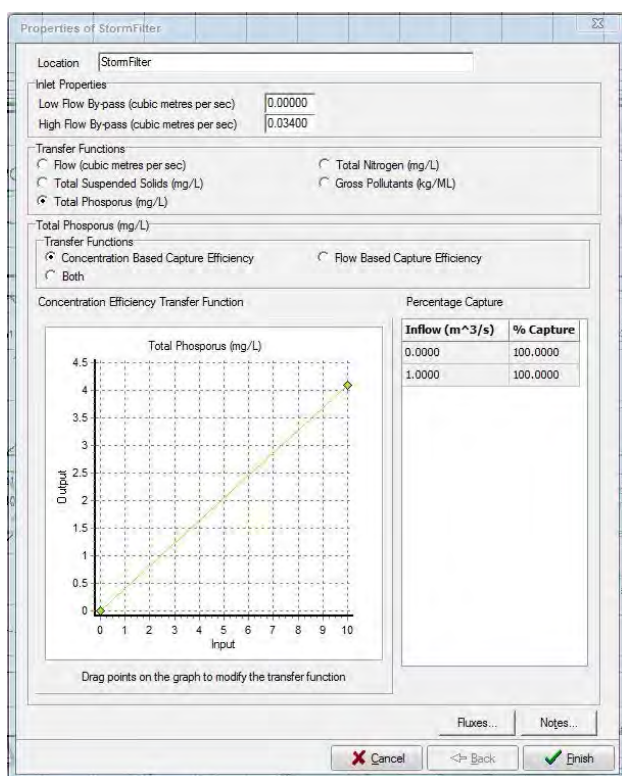 Properties of StormFilter
Location StormFilter
Inlet Properties
Low Flow By-pass (cubic metres per sec) 0.00000
High Flow By-pass (cubic metres per sec) 0.03400
Transfer Functions
Flow (cubic metres per sec) Total Nitrogen (mg/L)
Total Suspended Solids (mg/L) Gross Pollutants (kg/ML)
Total Phosporus (mg/L)
Total Phosporus (mg/L)
Transfer Functions
Concentration Based Capture Efficiency Flow Based Capture Efficiency
Both
Concentration Efficiency Transfer Function
Total Phosporus (mg/L)
4.5
4
3.5
3
2.5
2
1.5
1
0.5
0
Output
0 1 2 3 4 5 6 7 8 9 10
Input
Drag points on the graph to modify the transfer function
Percentage Capture
Inflow (m^3/s) % Capture
0.0000 100.0000
1.0000 100.0000
Fluxes... Notes...
Cancel Back Finish